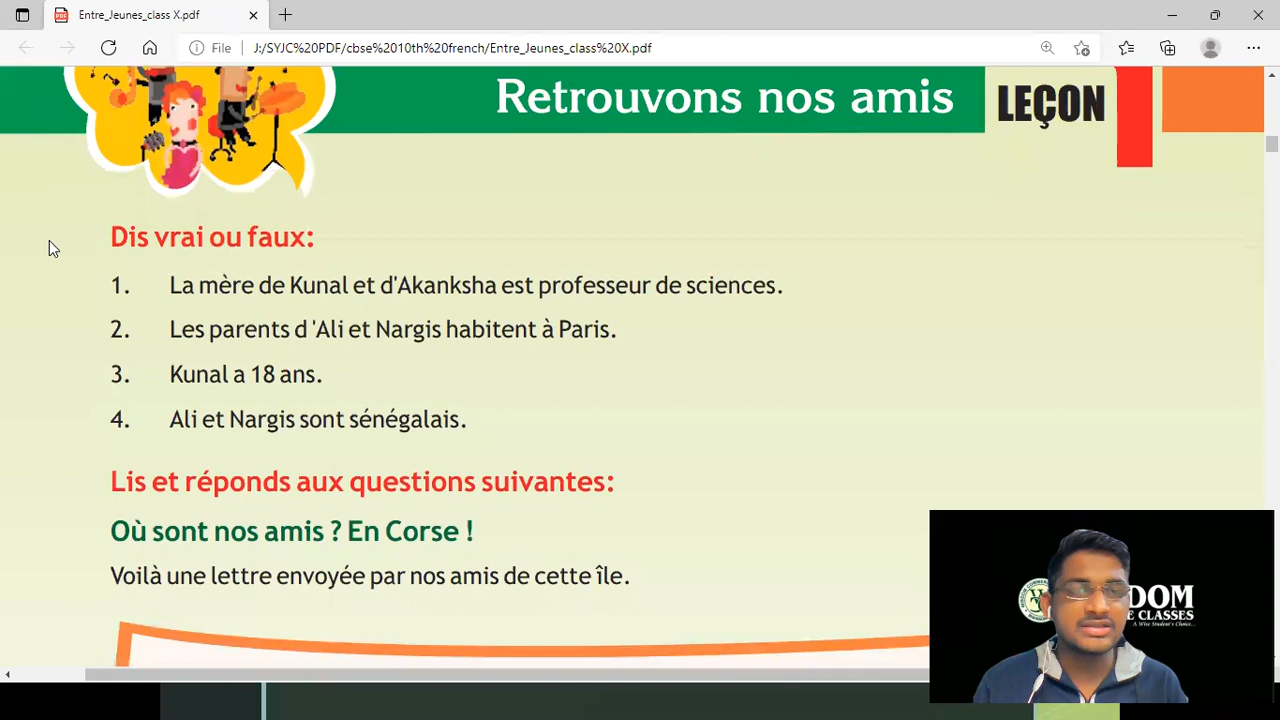 Entre_Jeunes_class X.pdf
File
J:/SYJC%20PDF/cbse%2010th%20french/Entre_Jeunes_class%20X.pdf
Retrouvons nos amis
LEÇON
Dis vrai ou faux:
1. La mère de Kunal et d'Akanksha est professeur de sciences.
2. Les parents d 'Ali et Nargis habitent à Paris.
3. Kunal a 18 ans.
4. Ali et Nargis sont sénégalais.
Lis et réponds aux questions suivantes:
Où sont nos amis ? En Corse !
Voilà une lettre envoyée par nos amis de cette île.
DOM
E CLASSES
A Wise Student's Choice...